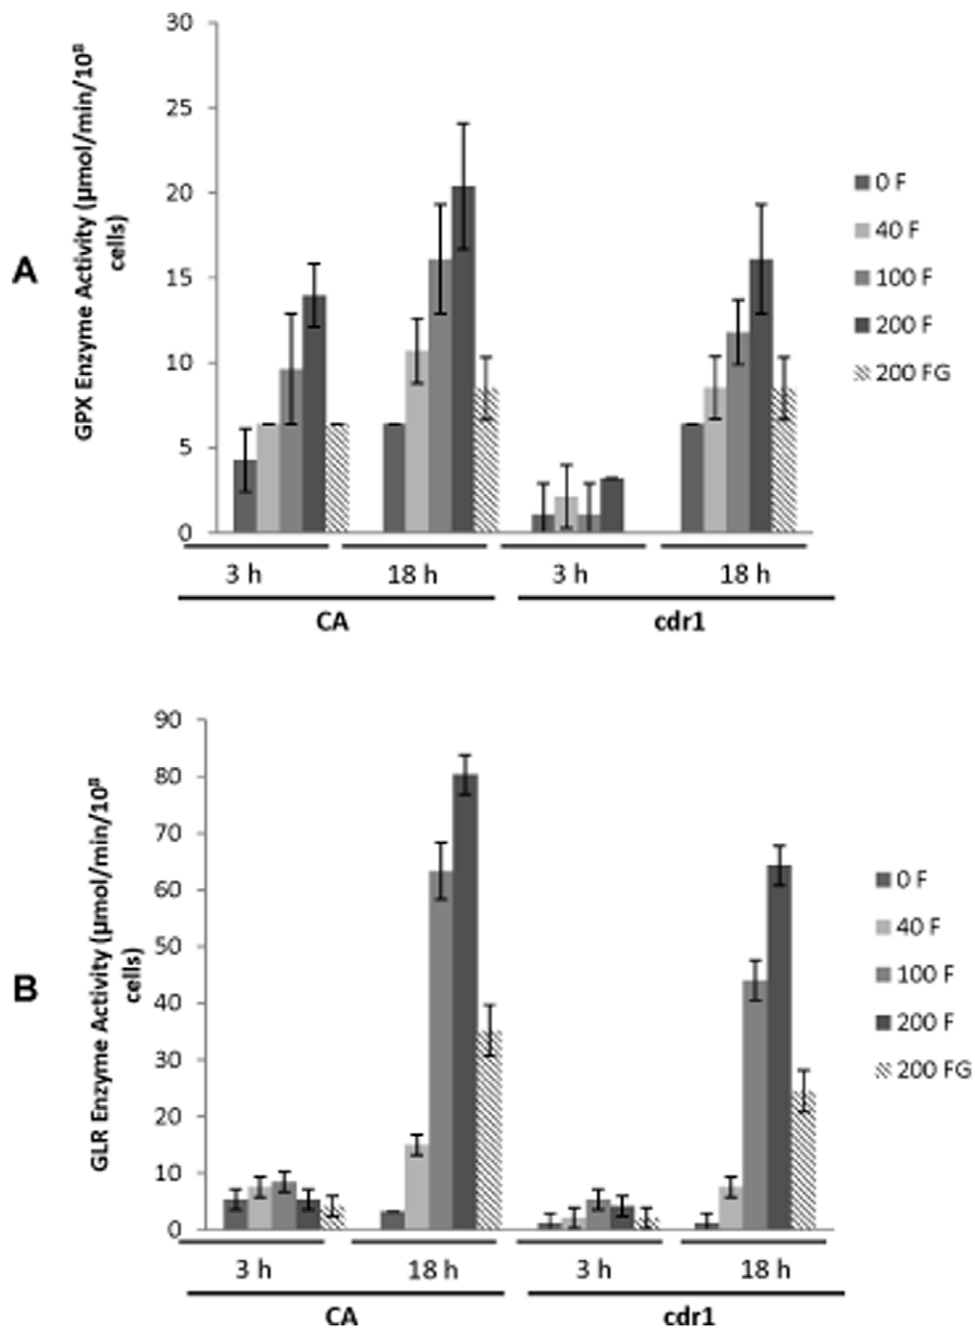 A
GPX Enzyme Activity (µmol/min/10⁸
cells)
30
25
20
15
10
5
0
3 h
18 h
3 h
18 h
CA
cdr1
0 F
40 F
100 F
200 F
200 FG
B
GLR Enzyme Activity (µmol/min/10⁸
cells)
90
80
70
60
50
40
30
20
10
0
3 h
18 h
3 h
18 h
CA
cdr1
0 F
40 F
100 F
200 F
200 FG